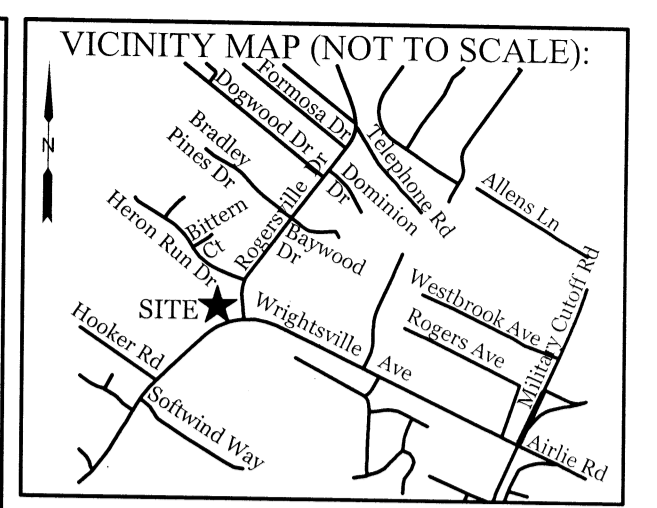 VICINITY MAP (NOT TO SCALE):
N
Formosa Dr
Dogwood Dr
Bradley
Pines Dr
Telephone Rd
Dominion
Dr
Allens Ln
Rogersville Dr
Bittern
Ct
Heron Run Dr
Baywood
Dr
Military Cutoff Rd
Westbrook Ave
Rogers Ave
SITE
Wrightsville
Ave
Hooker Rd
Softwind Way
Airlie Rd